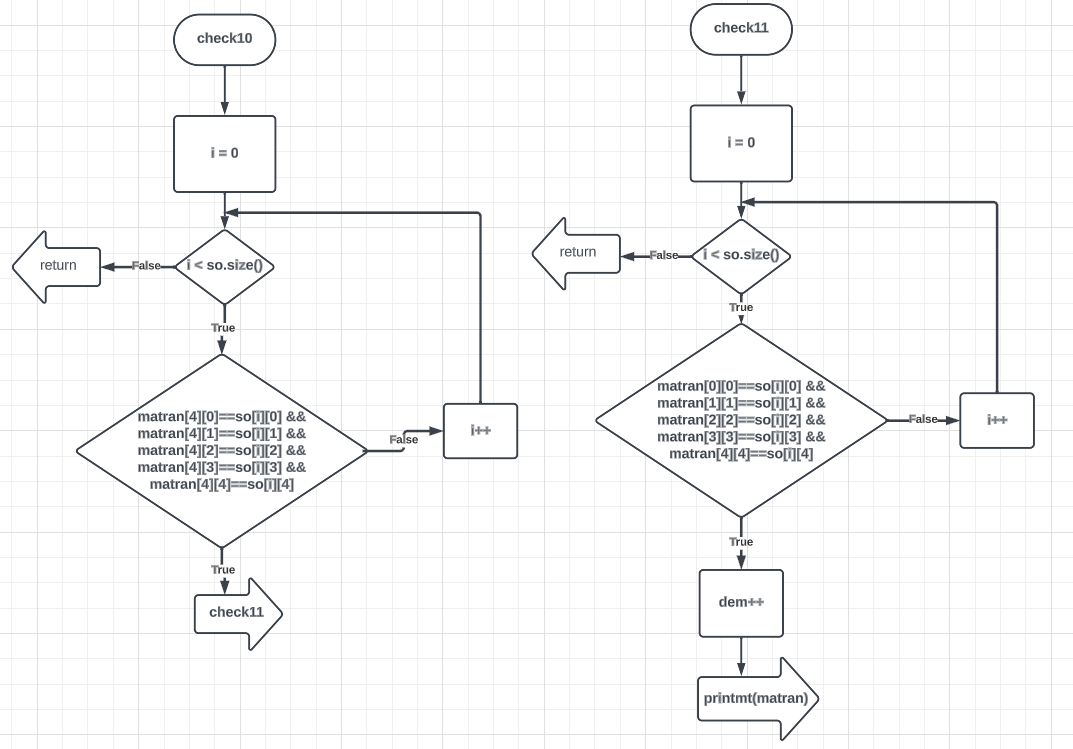 check10
i = 0
i < so.size()
False
return
True
matran[4][0]==so[i][0] &&
matran[4][1]==so[i][1] &&
matran[4][2]==so[i][2] &&
matran[4][3]==so[i][3] &&
matran[4][4]==so[i][4]
False
i++
True
check11
check11
i = 0
i < so.size()
False
return
True
matran[0][0]==so[i][0] &&
matran[1][1]==so[i][1] &&
matran[2][2]==so[i][2] &&
matran[3][3]==so[i][3] &&
matran[4][4]==so[i][4]
False
i++
True
dem++
printmt(matran)